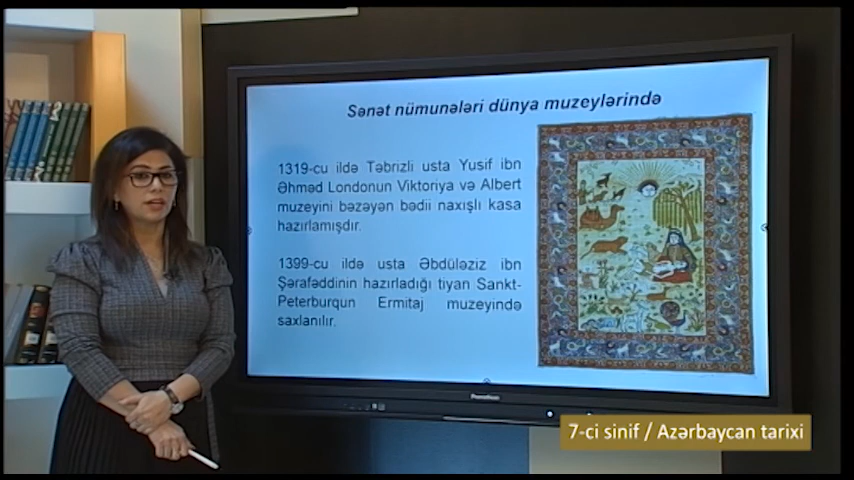 Sənət nümunələri dünya muzeylərində
1319-cu ildə Təbrizli usta Yusif ibn
Əhməd Londonun Viktoriya və Albert
muzeyini bəzəyən bədii naxışlı kasa
hazırlamışdır.
1399-cu ildə usta Əbdüləziz ibn
Şərafəddinin hazırladığı tiyan Sankt-
Peterburqun Ermitaj muzeyində
saxlanılır.
Promethean
7-ci sinif / Azərbaycan tarixi